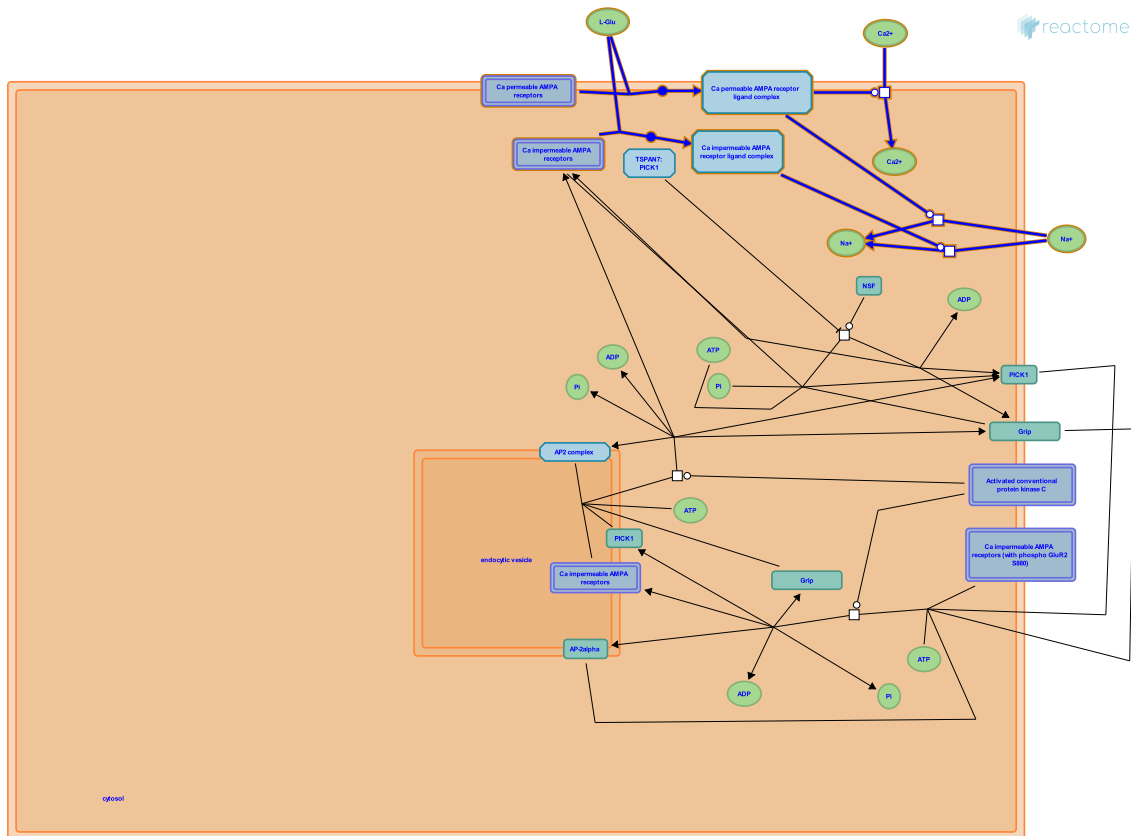 L-Glu
Ca2+
reactome
Ca permeable AMPA
receptors
Ca permeable AMPA receptor
ligand complex
Ca impermeable AMPA
receptors
TSPAN7:
PICK1
Ca impermeable AMPA
receptor ligand complex
Ca2+
Na+
Na+
NSF
ADP
ATP
ADP
Pi
Pi
PICK1
Grip
AP2 complex
Activated conventional
protein kinase C
ATP
PICK1
endocytic vesicle
Ca impermeable AMPA
receptors
Grip
Ca impermeable AMPA
receptors (with phospho GluR2
S880)
AP-2alpha
ATP
ADP
Pi
cytosol